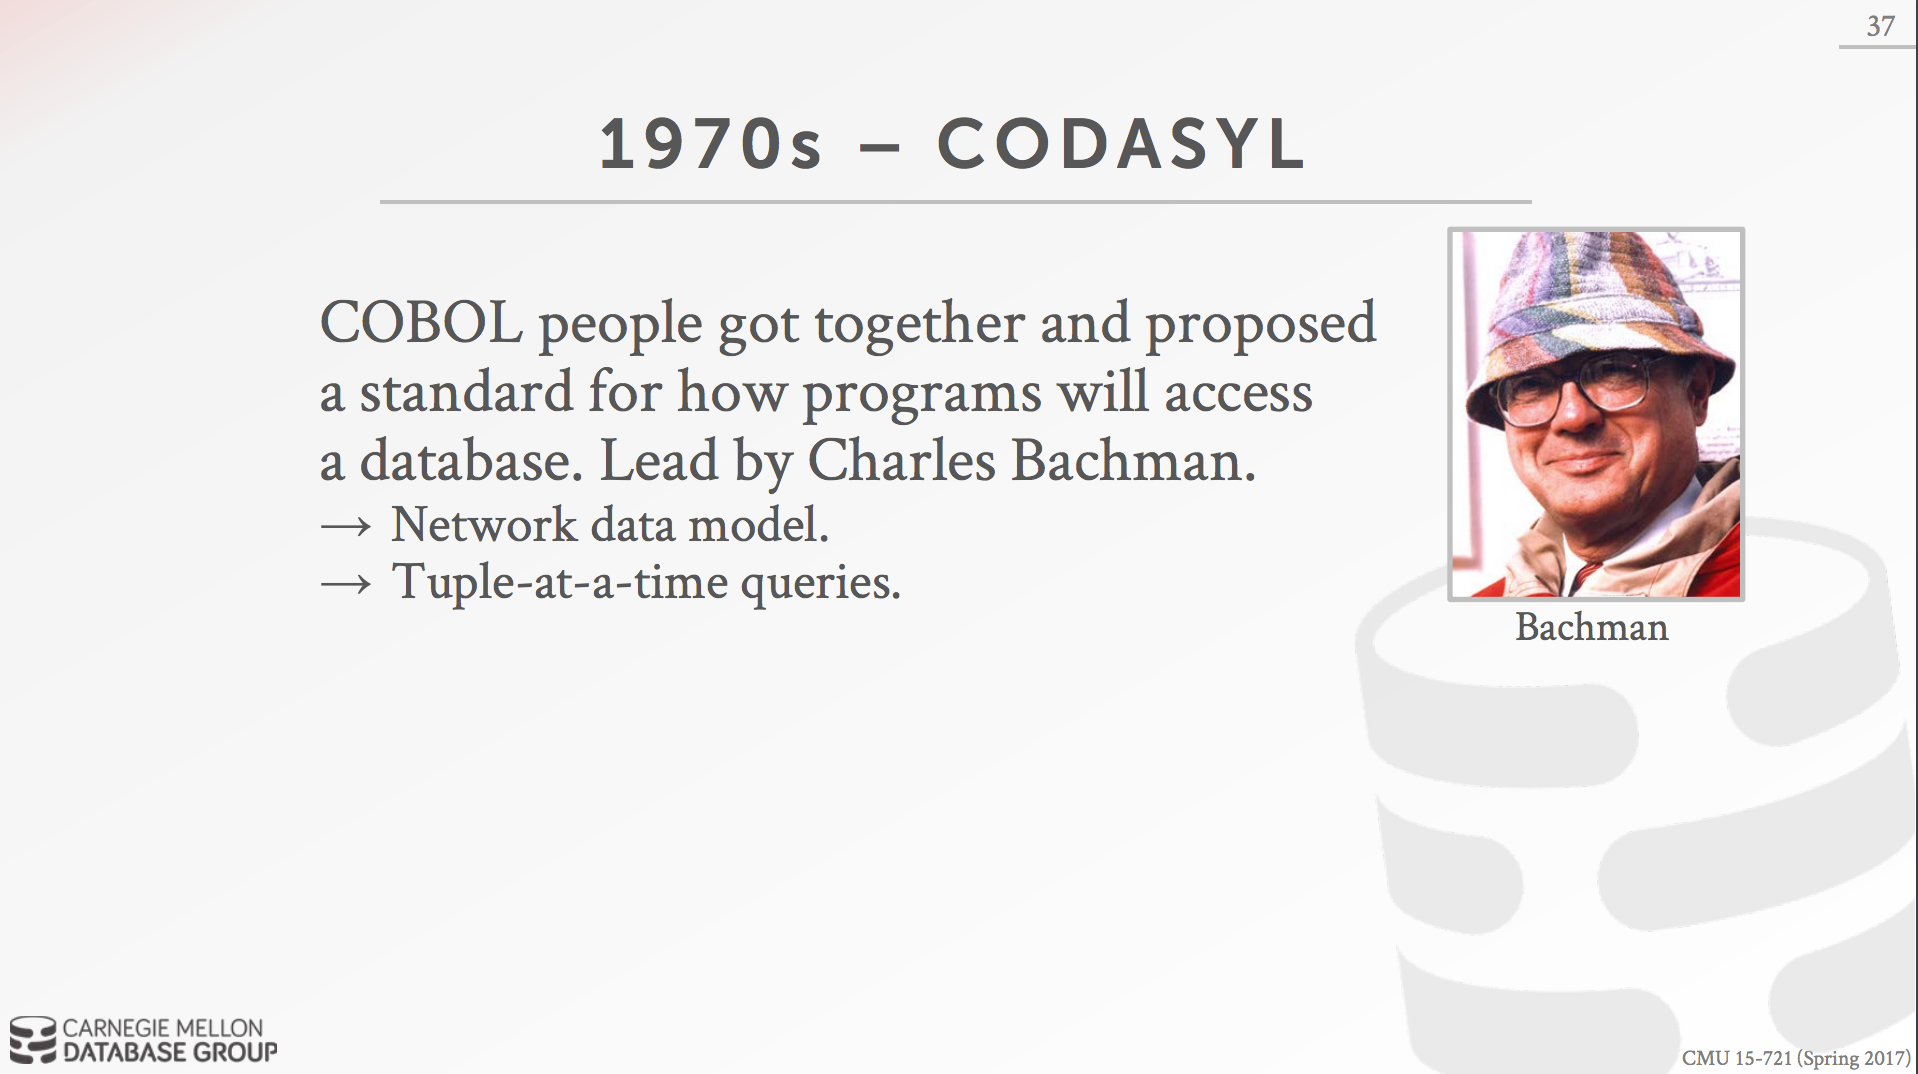 37
1970s – CODASYL
COBOL people got together and proposed
a standard for how programs will access
a database. Lead by Charles Bachman.
→ Network data model.
→ Tuple-at-a-time queries.
Bachman
CARNEGIE MELLON
DATABASE GROUP
CMU 15-721 (Spring 2017)